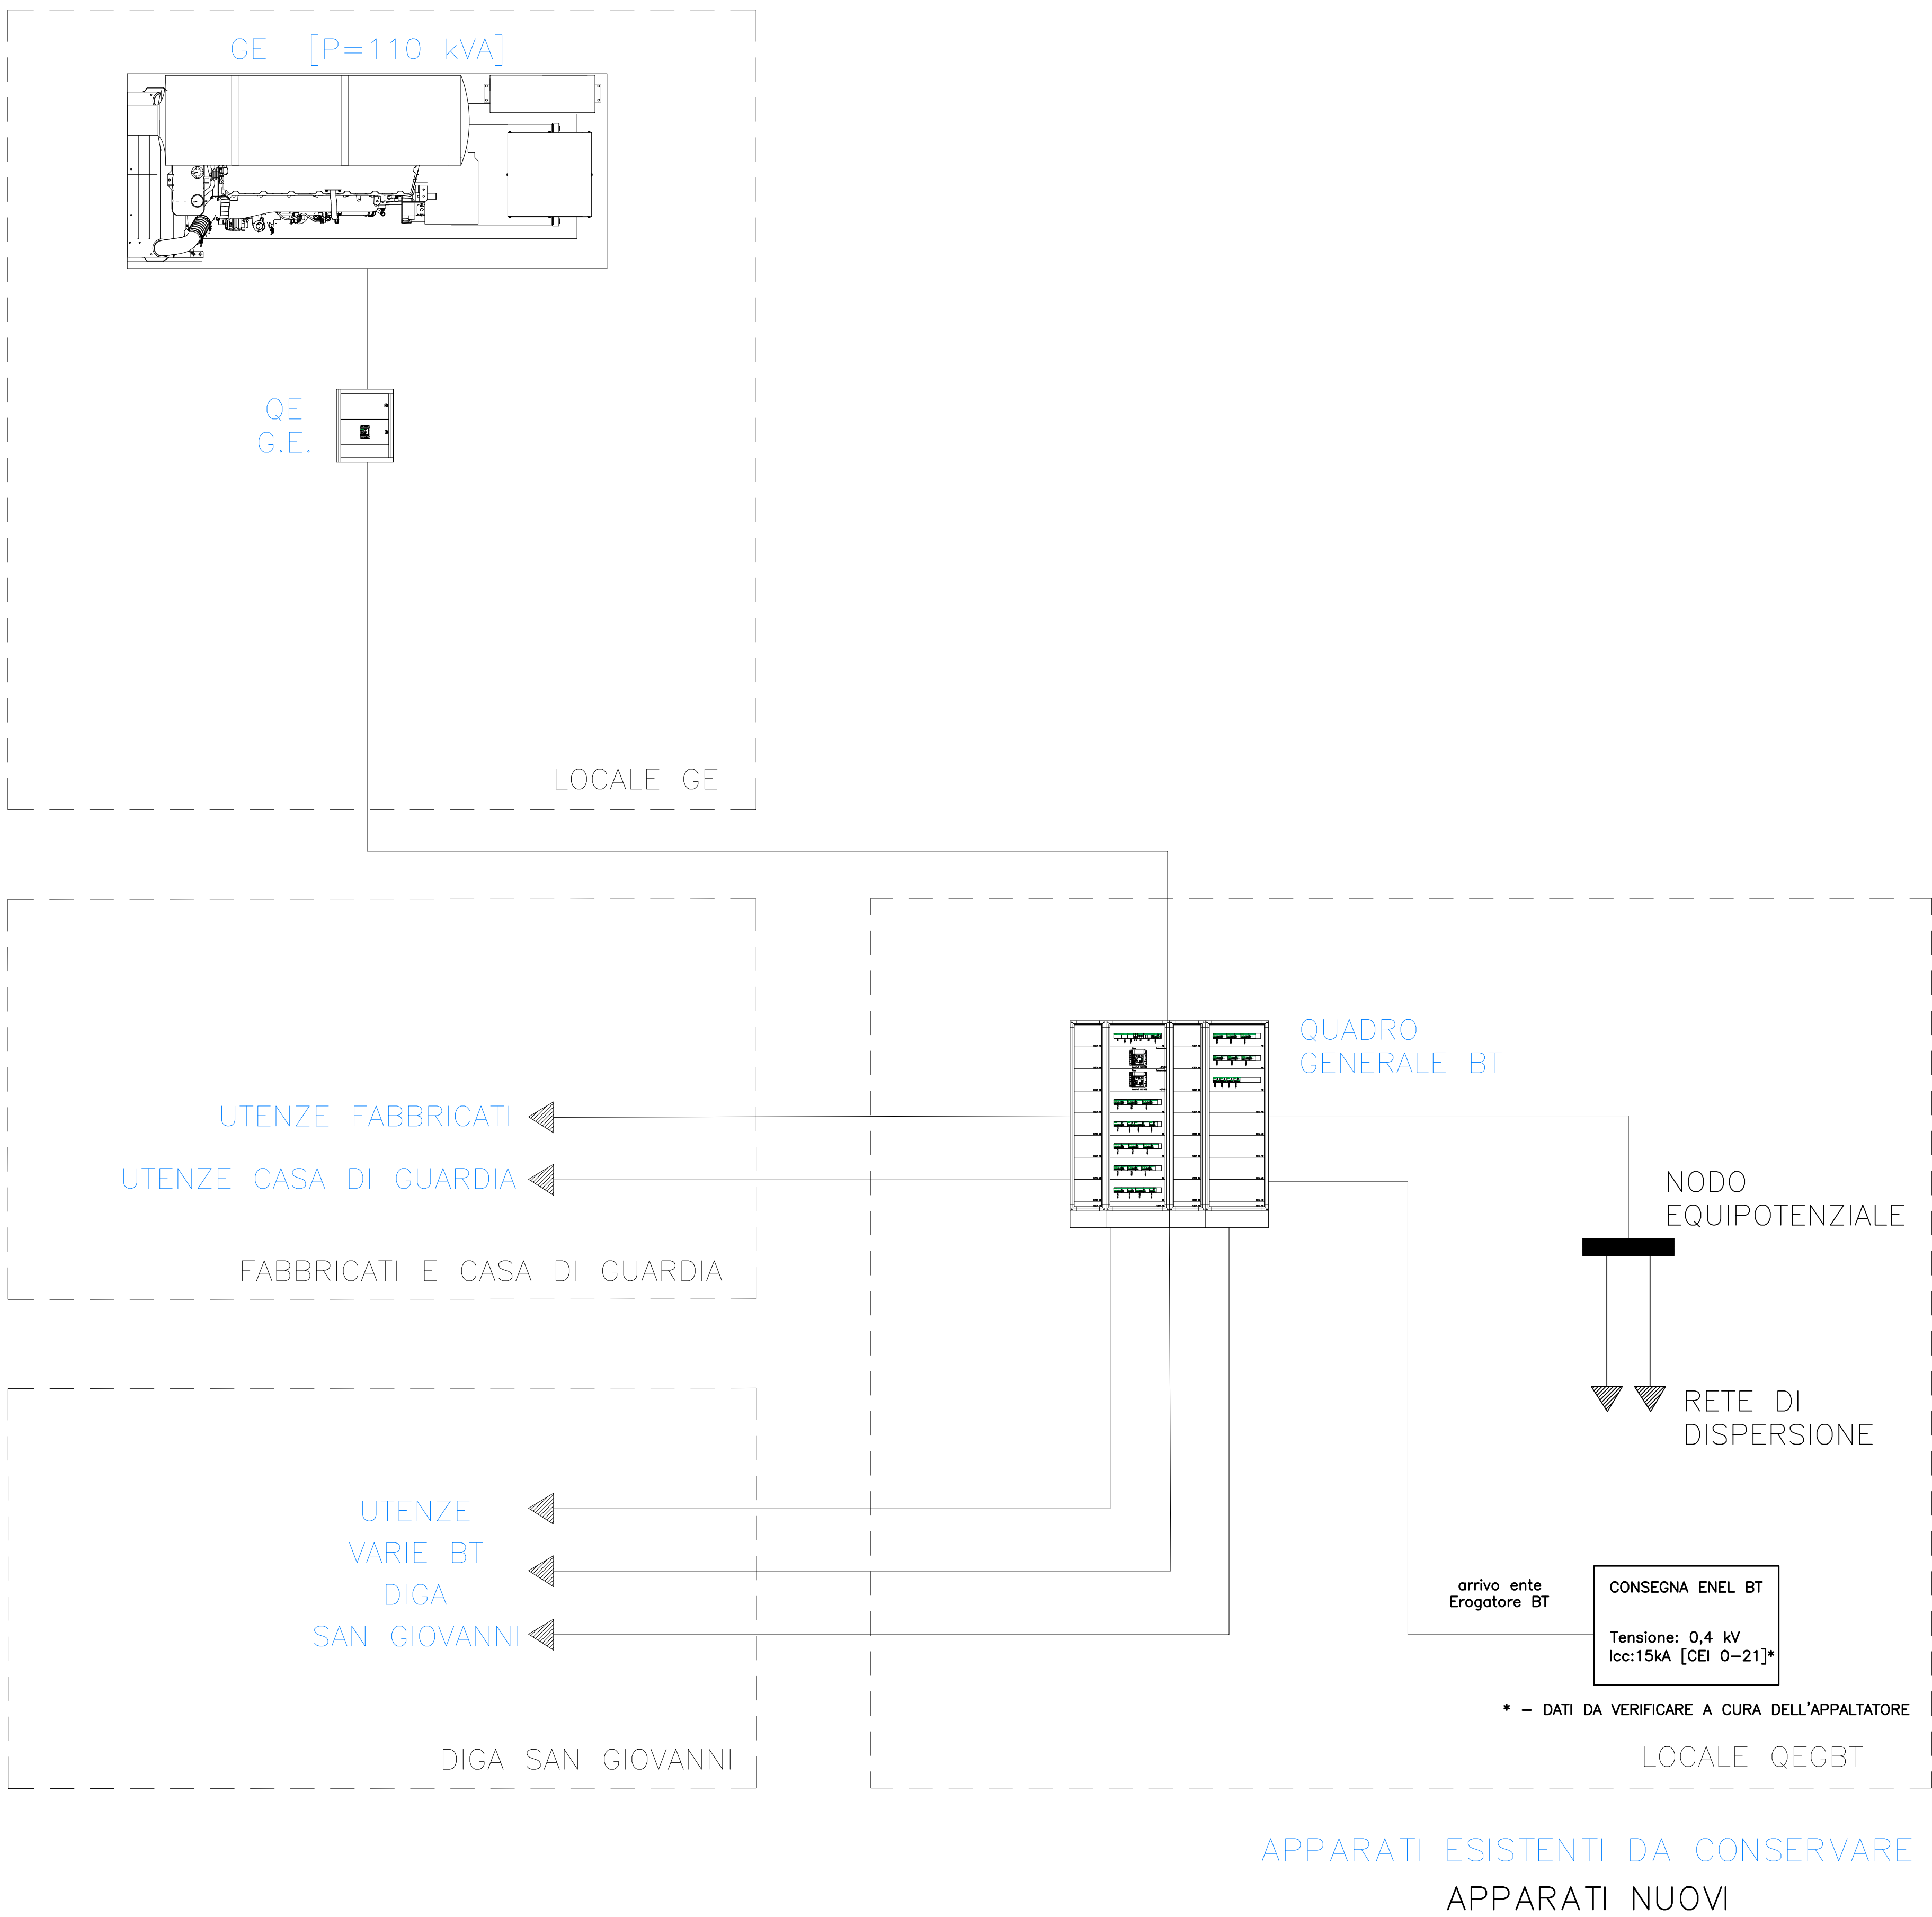 GE [P=110 kVA]
QE
G.E.
LOCALE GE
QUADRO
GENERALE BT
UTENZE FABBRICATI
UTENZE CASA DI GUARDIA
FABBRICATI E CASA DI GUARDIA
NODO
EQUIPOTENZIALE
RETE DI
DISPERSIONE
UTENZE
VARIE BT
DIGA
SAN GIOVANNI
DIGA SAN GIOVANNI
arrivo ente
Erogatore BT
CONSEGNA ENEL BT
Tensione: 0,4 kV
Icc:15kA [CEI 0-21]*
* - DATI DA VERIFICARE A CURA DELL'APPALTATORE
LOCALE QEGBT
APPARATI ESISTENTI DA CONSERVARE
APPARATI NUOVI